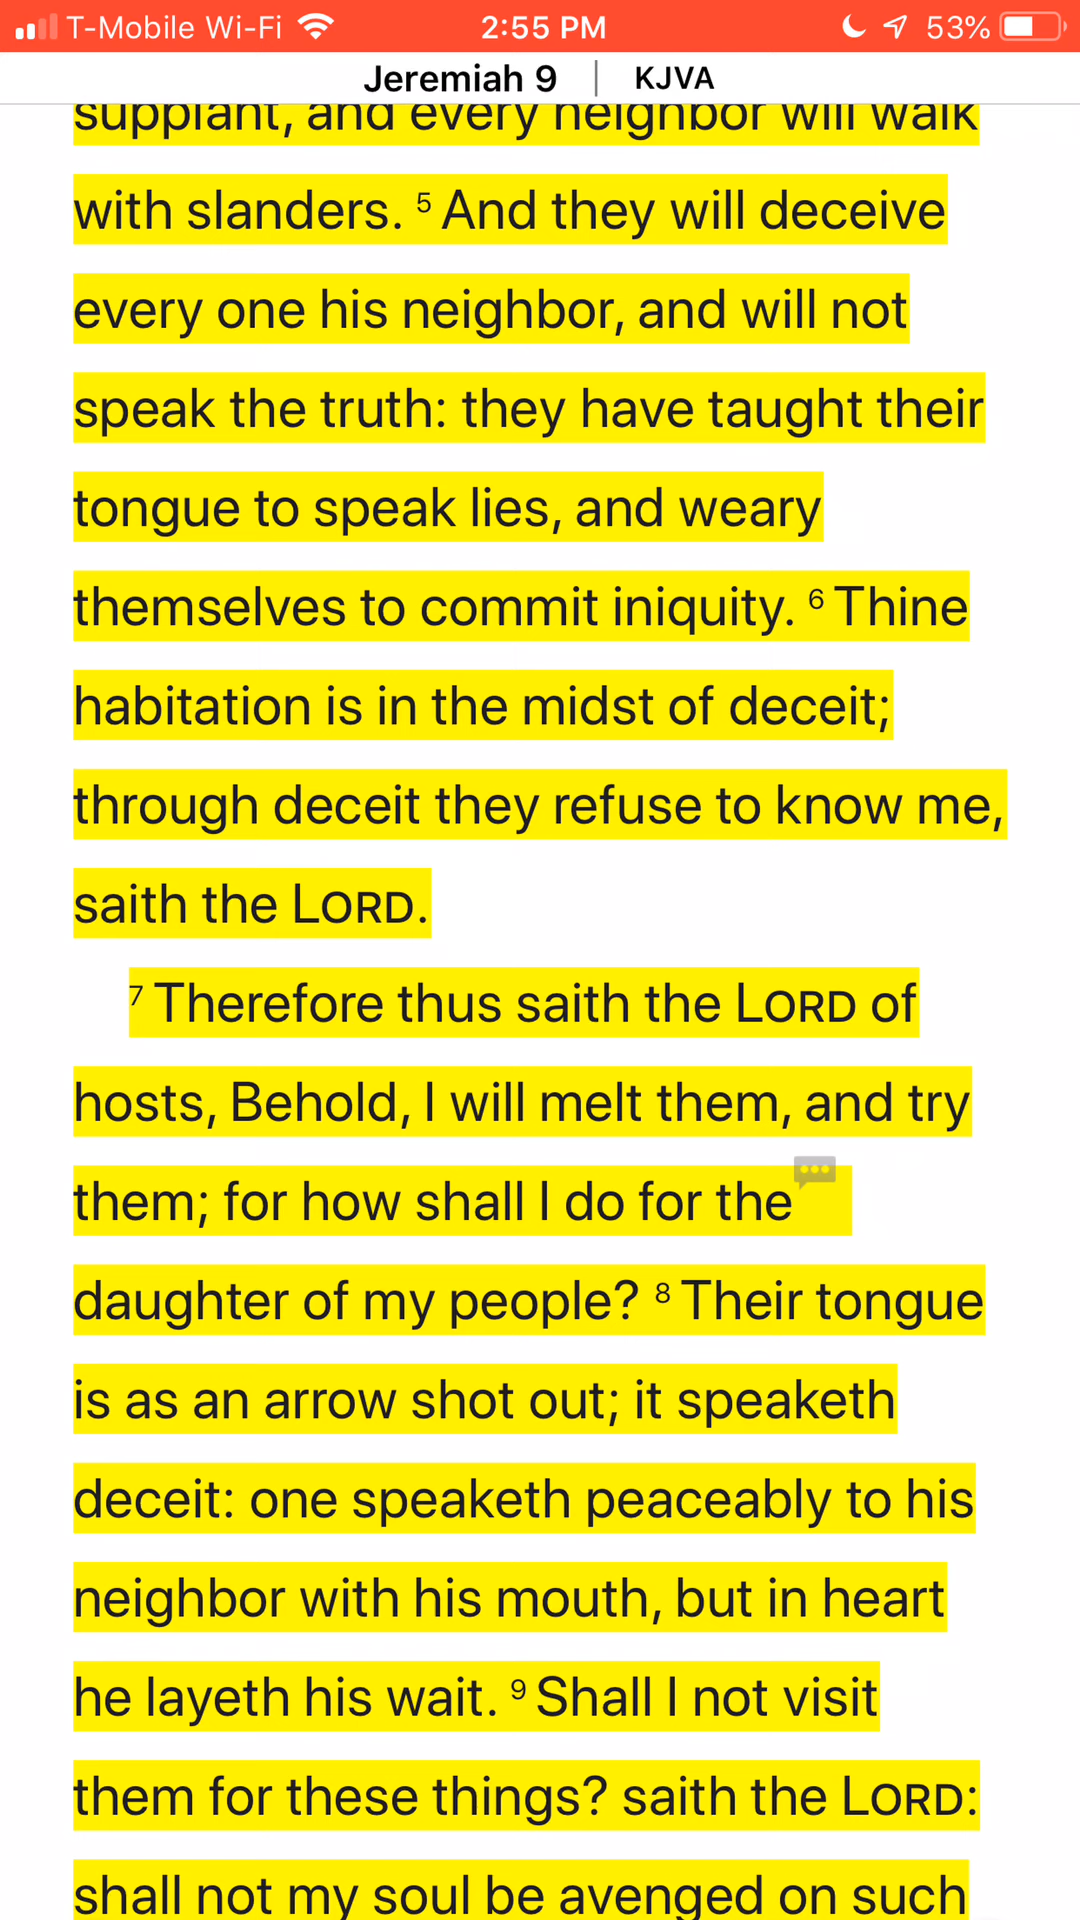 T-Mobile Wi-Fi 2:55 PM 53%
Jeremiah 9 | KJVA
supplant, and every neighbor will walk
with slanders. 5 And they will deceive
every one his neighbor, and will not
speak the truth: they have taught their
tongue to speak lies, and weary
themselves to commit iniquity. 6 Thine
habitation is in the midst of deceit;
through deceit they refuse to know me,
saith the LORD.
7 Therefore thus saith the LORD of
hosts, Behold, I will melt them, and try
them; for how shall I do for the
daughter of my people? 8 Their tongue
is as an arrow shot out; it speaketh
deceit: one speaketh peaceably to his
neighbor with his mouth, but in heart
he layeth his wait. 9 Shall I not visit
them for these things? saith the LORD:
shall not my soul be avenged on such